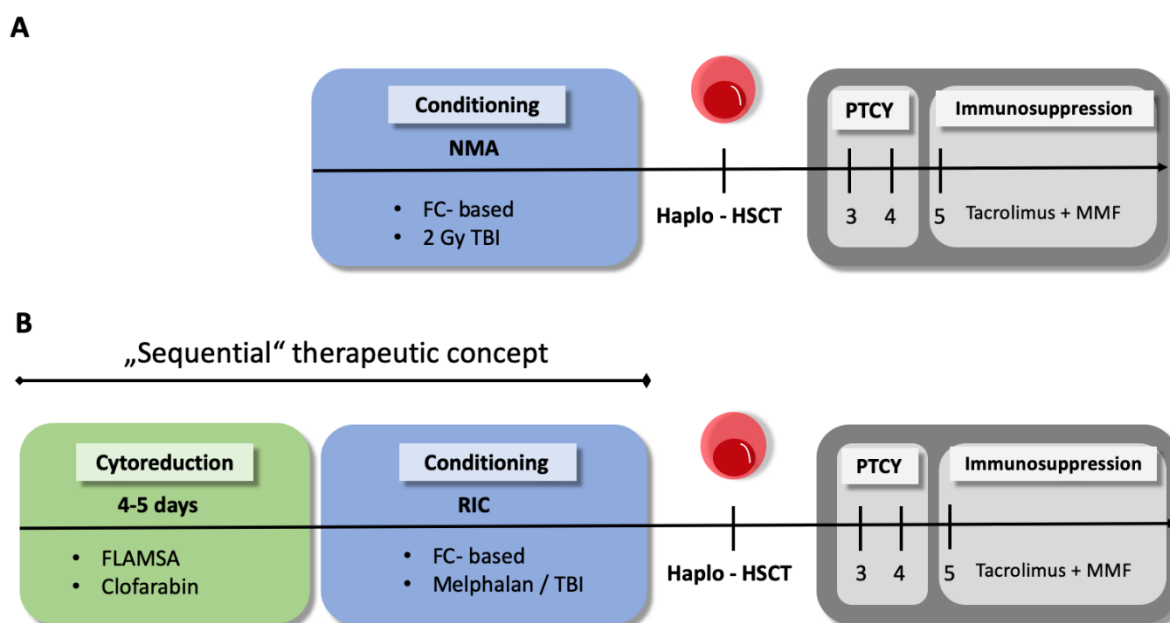 A
Conditioning
NMA
• FC- based
• 2 Gy TBI
Haplo - HSCT
PTCY
3 4
Immunosuppression
5 Tacrolimus + MMF
B
„Sequential“ therapeutic concept
Cytoreduction
4-5 days
• FLAMSA
• Clofarabin
Conditioning
RIC
• FC- based
• Melphalan / TBI
Haplo - HSCT
PTCY
3 4
Immunosuppression
5 Tacrolimus + MMF